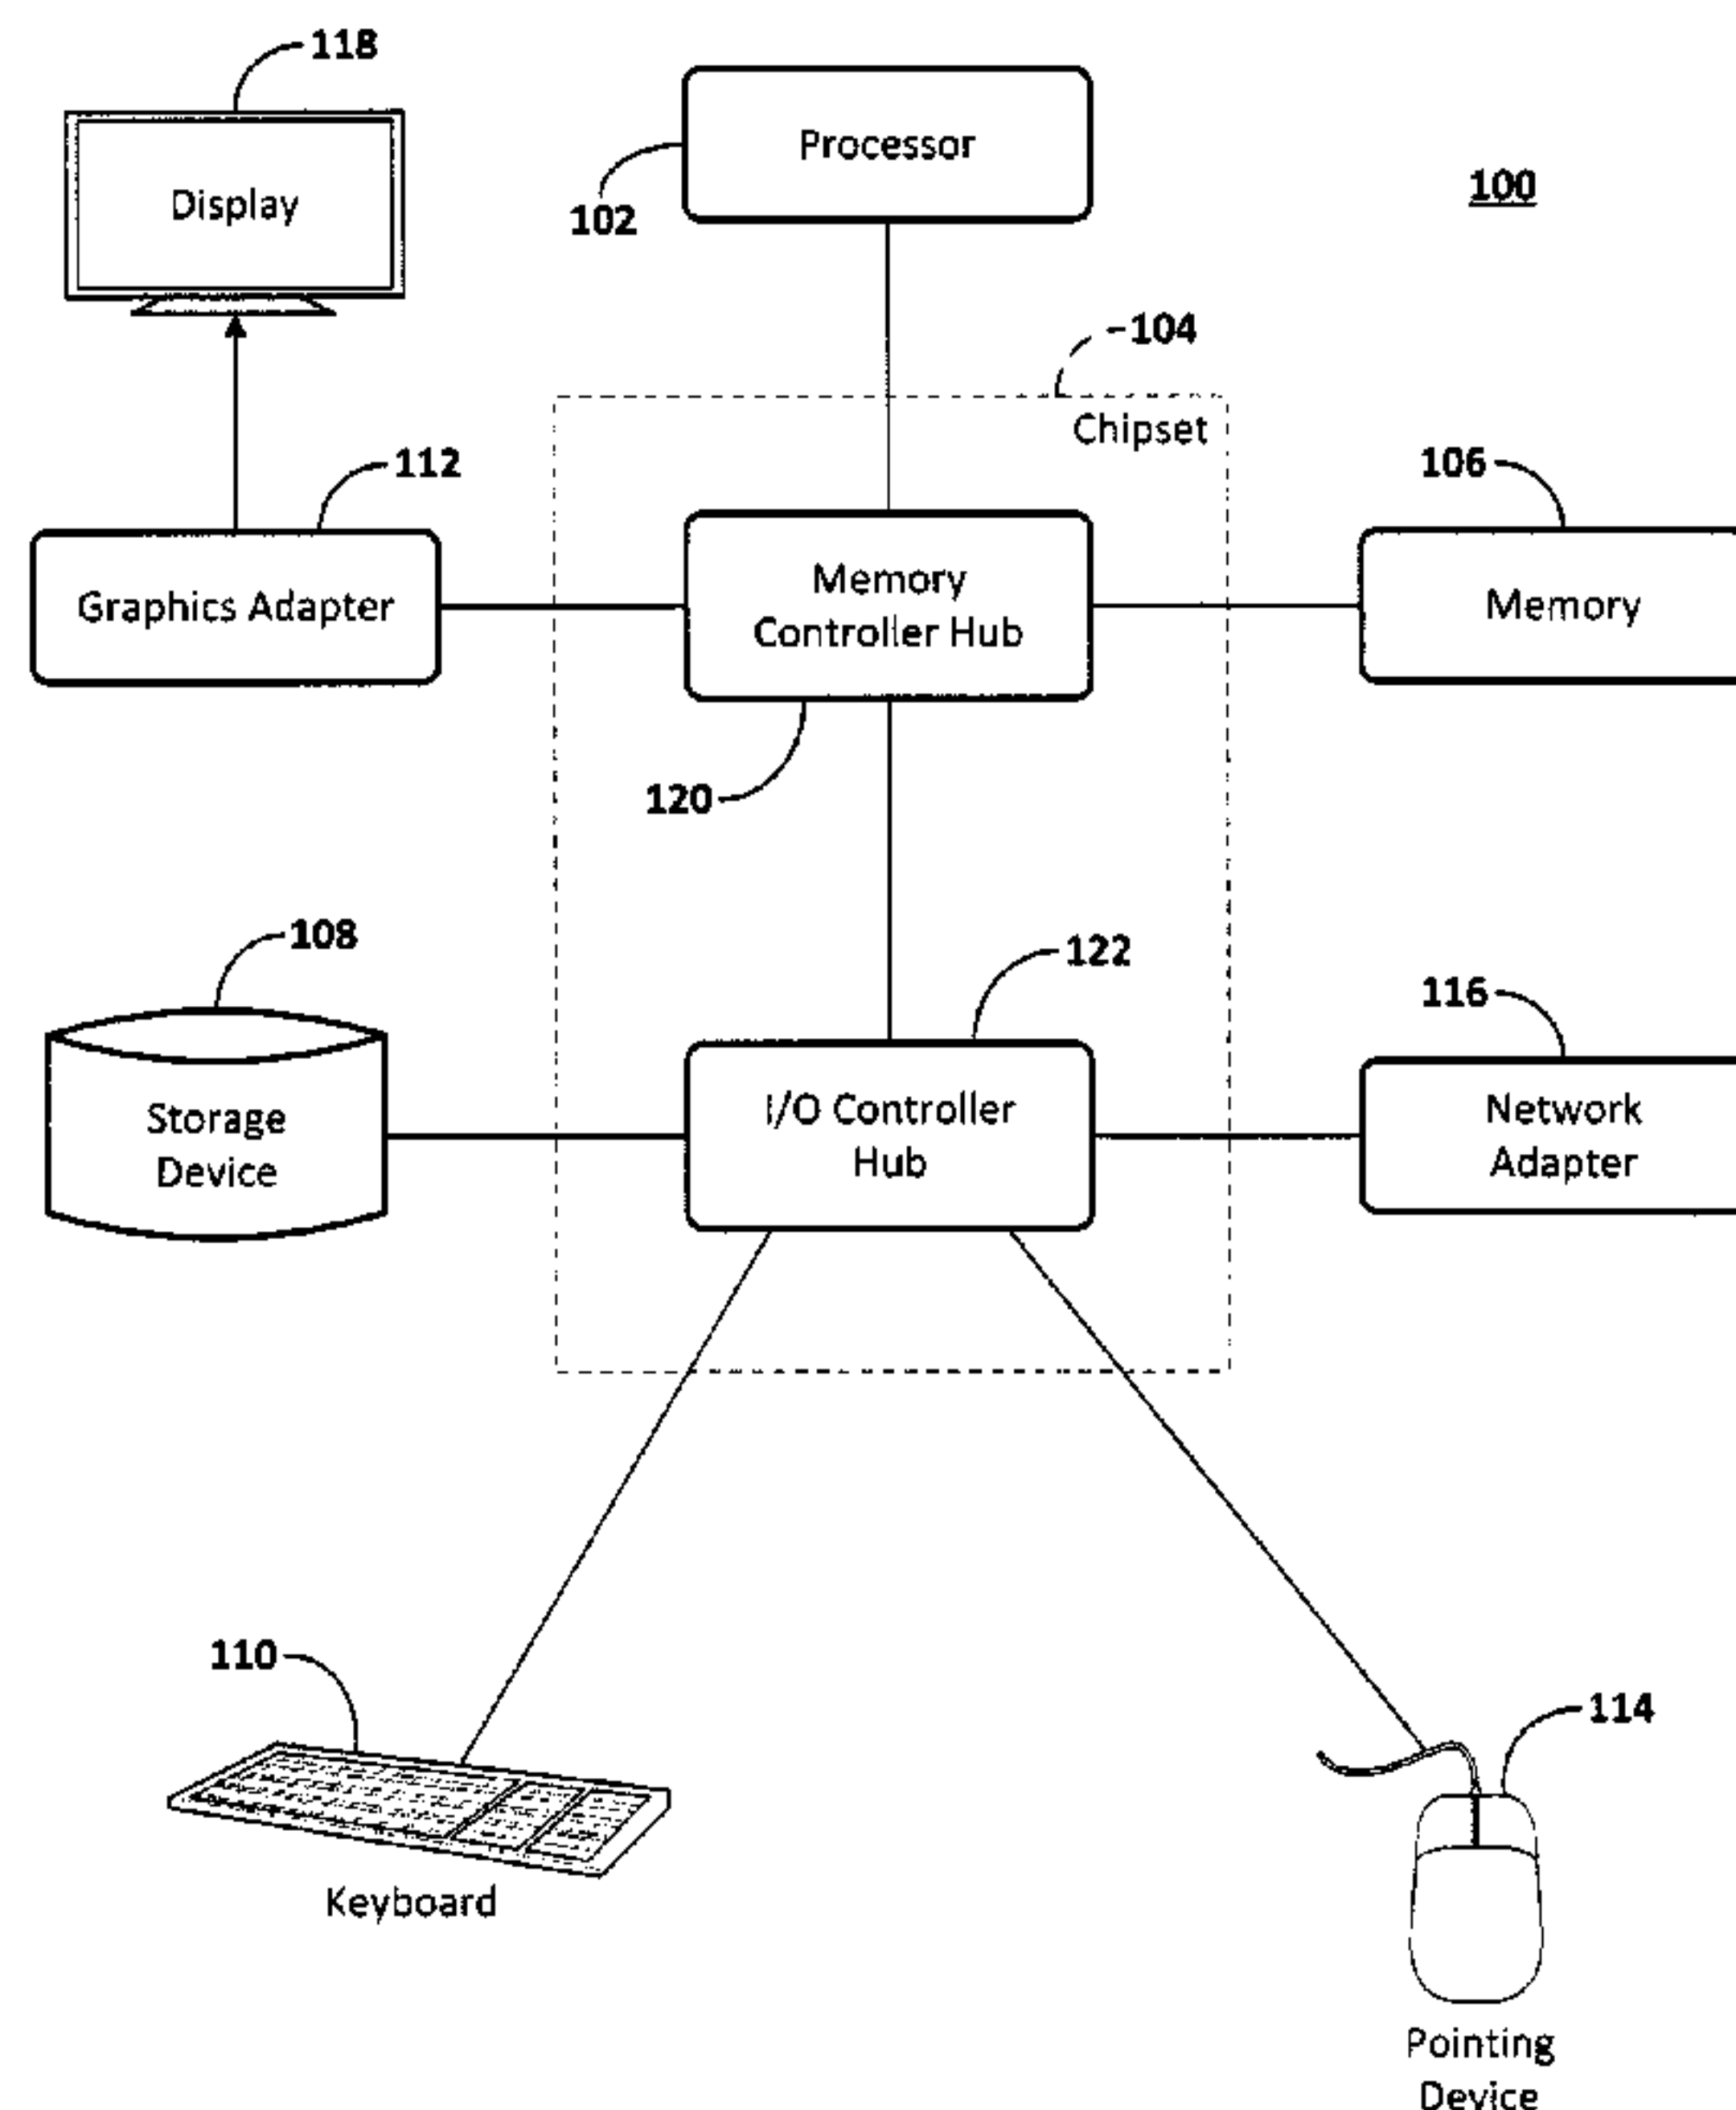 118
Processor
Display
100
102
104
Chipset
112
106
Memory
Controller Hub
Graphics Adapter
Memory
120
108
122
116
I/O Controller
Hub
Storage
Device
Network
Adapter
110
114
Keyboard
Pointing
Device